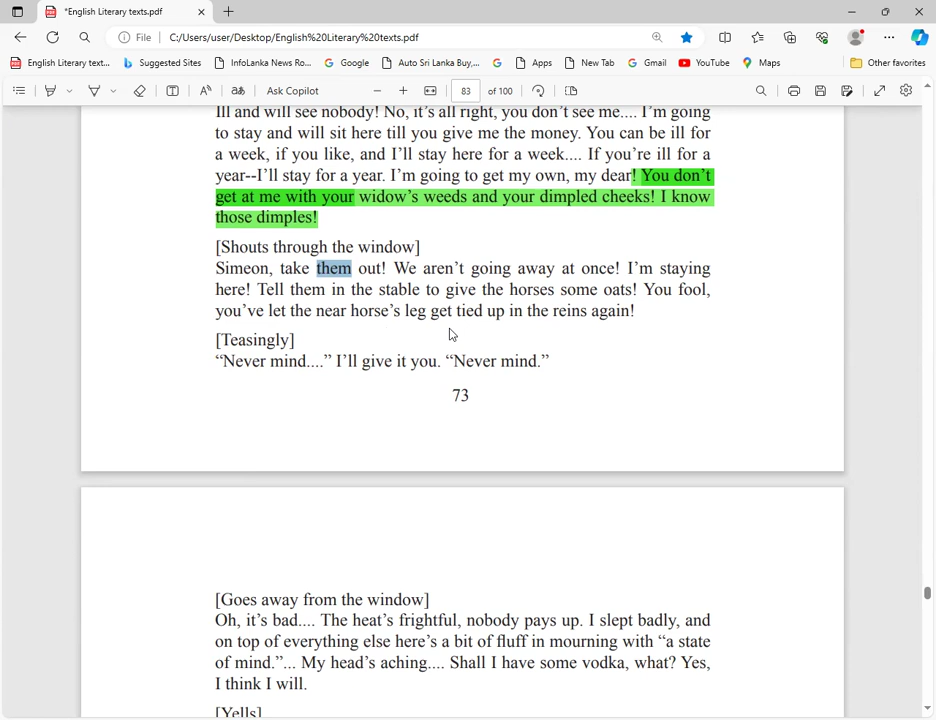 *English Literary texts.pdf
File
C:/Users/user/Desktop/English%20Literary%20texts.pdf
English Literary text...
Suggested Sites
InfoLanka News Ro...
Google
Auto Sri Lanka Buy,...
Apps
New Tab
Gmail
YouTube
Maps
Other favorites
Ask Copilot
83 of 100
Ill and will see nobody! No, it's all right, you don't see me.... I'm going
to stay and will sit here till you give me the money. You can be ill for
a week, if you like, and I'll stay here for a week.... If you're ill for a
year--I'll stay for a year. I'm going to get my own, my dear! You don't
get at me with your widow's weeds and your dimpled cheeks! I know
those dimples!
[Shouts through the window]
Simeon, take them out! We aren't going away at once! I'm staying
here! Tell them in the stable to give the horses some oats! You fool,
you've let the near horse's leg get tied up in the reins again!
[Teasingly]
“Never mind....” I'll give it you. “Never mind.”
73
[Goes away from the window]
Oh, it's bad.... The heat's frightful, nobody pays up. I slept badly, and
on top of everything else here's a bit of fluff in mourning with “a state
of mind.”... My head's aching.... Shall I have some vodka, what? Yes,
I think I will.
[Yells]